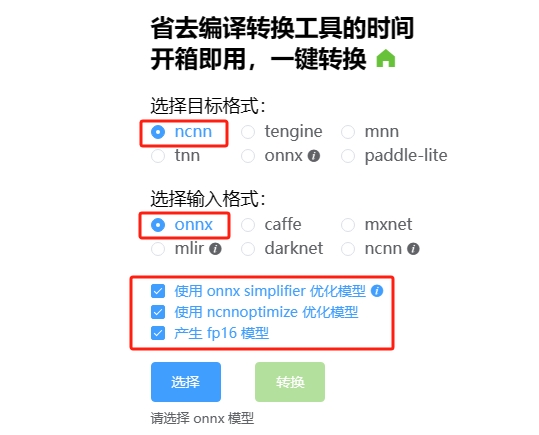 省去编译转换工具的时间
开箱即用，一键转换
选择目标格式：
ncnn tengine mnn
tnn onnx paddle-lite
选择输入格式：
onnx caffe mxnet
mlir darknet ncnn
使用 onnx simplifier 优化模型
使用 ncnnoptimize 优化模型
产生 fp16 模型
选择 转换
请选择 onnx 模型